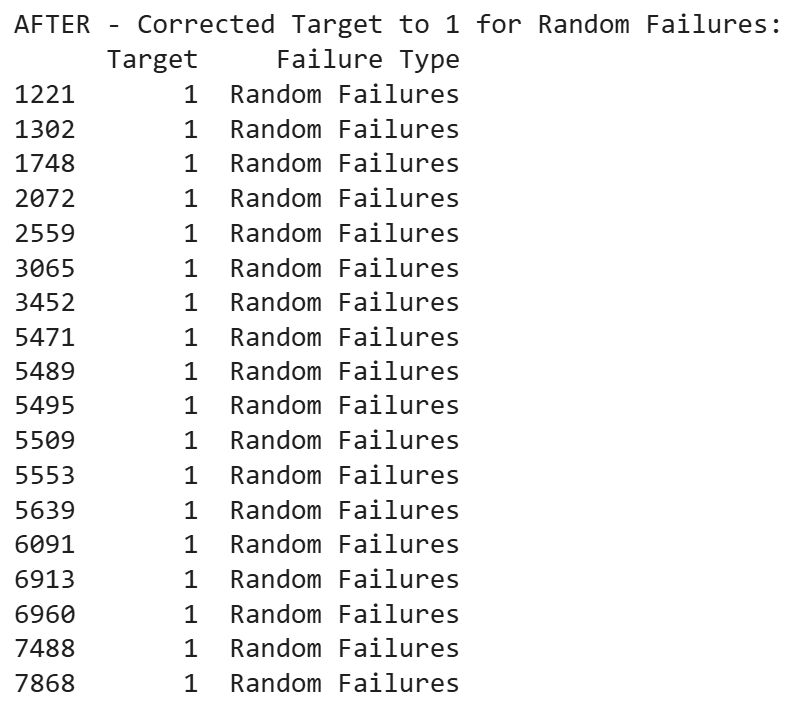 AFTER - Corrected Target to 1 for Random Failures:
      Target     Failure Type
1221       1  Random Failures
1302       1  Random Failures
1748       1  Random Failures
2072       1  Random Failures
2559       1  Random Failures
3065       1  Random Failures
3452       1  Random Failures
5471       1  Random Failures
5489       1  Random Failures
5495       1  Random Failures
5509       1  Random Failures
5553       1  Random Failures
5639       1  Random Failures
6091       1  Random Failures
6913       1  Random Failures
6960       1  Random Failures
7488       1  Random Failures
7868       1  Random Failures